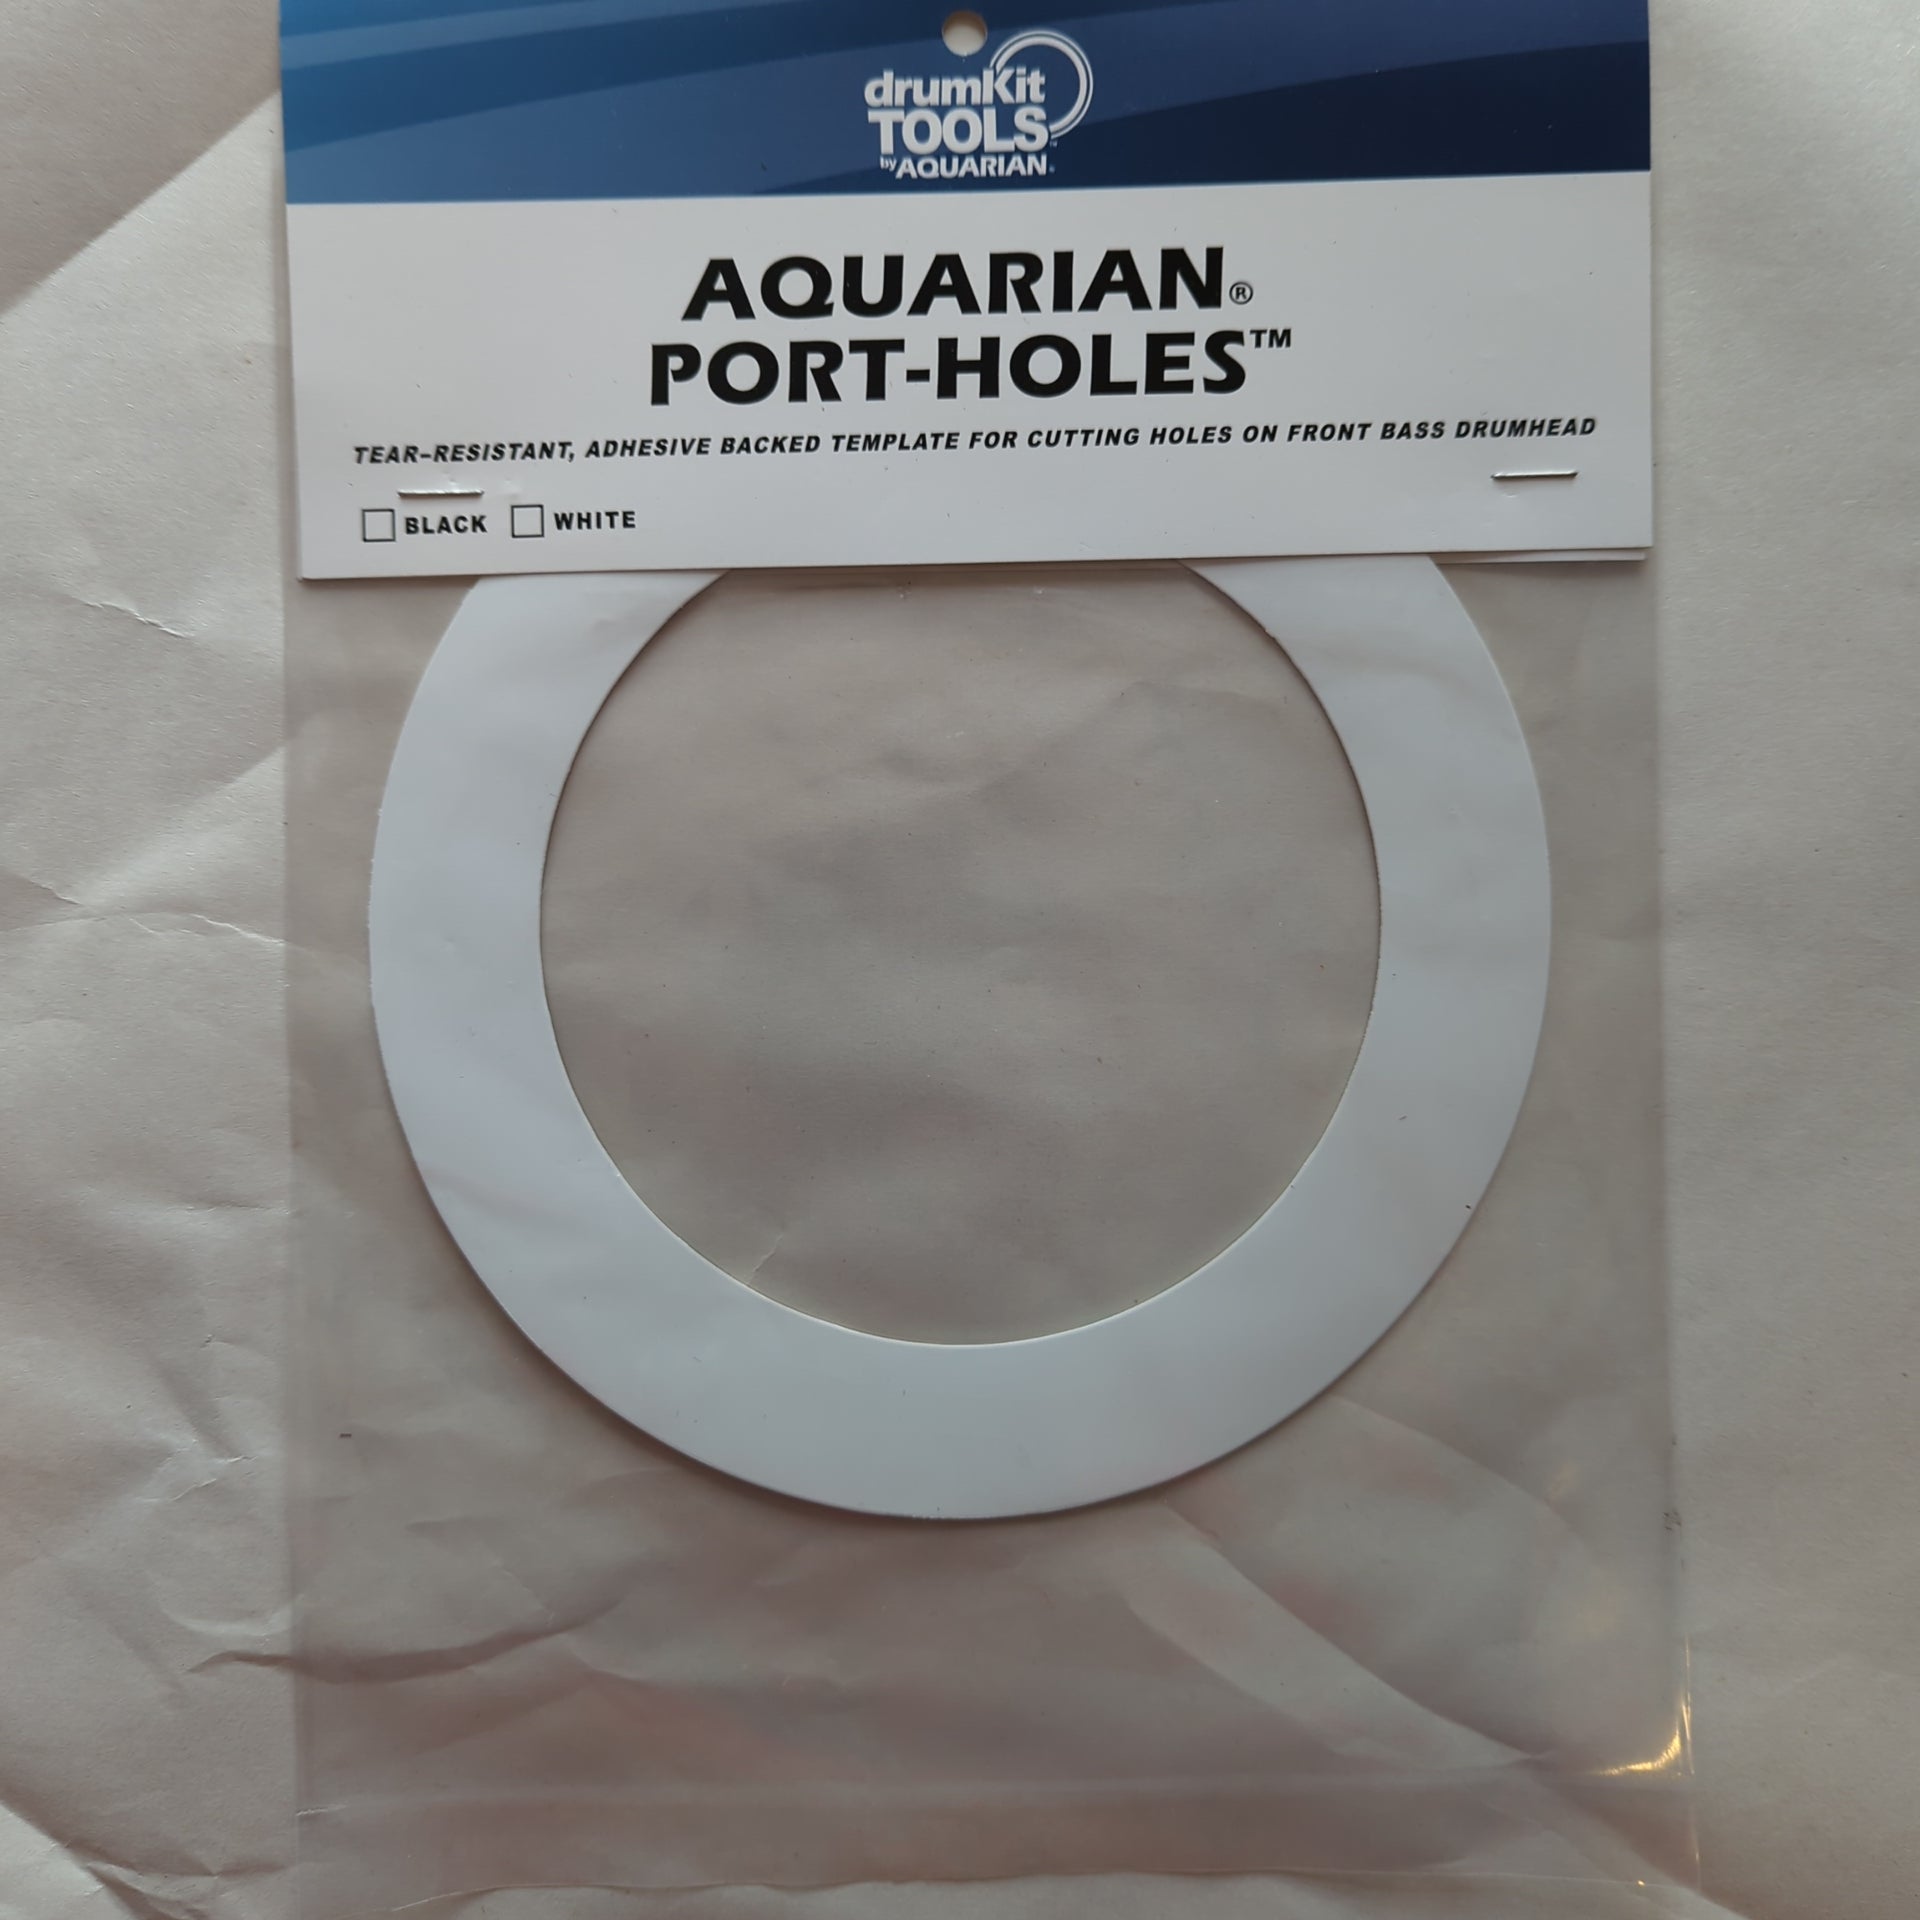 drumKit
TOOLS™
by AQUARIAN®
AQUARIAN®
PORT-HOLES™
TEAR-RESISTANT, ADHESIVE BACKED TEMPLATE FOR CUTTING HOLES ON FRONT BASS DRUMHEAD
BLACK WHITE